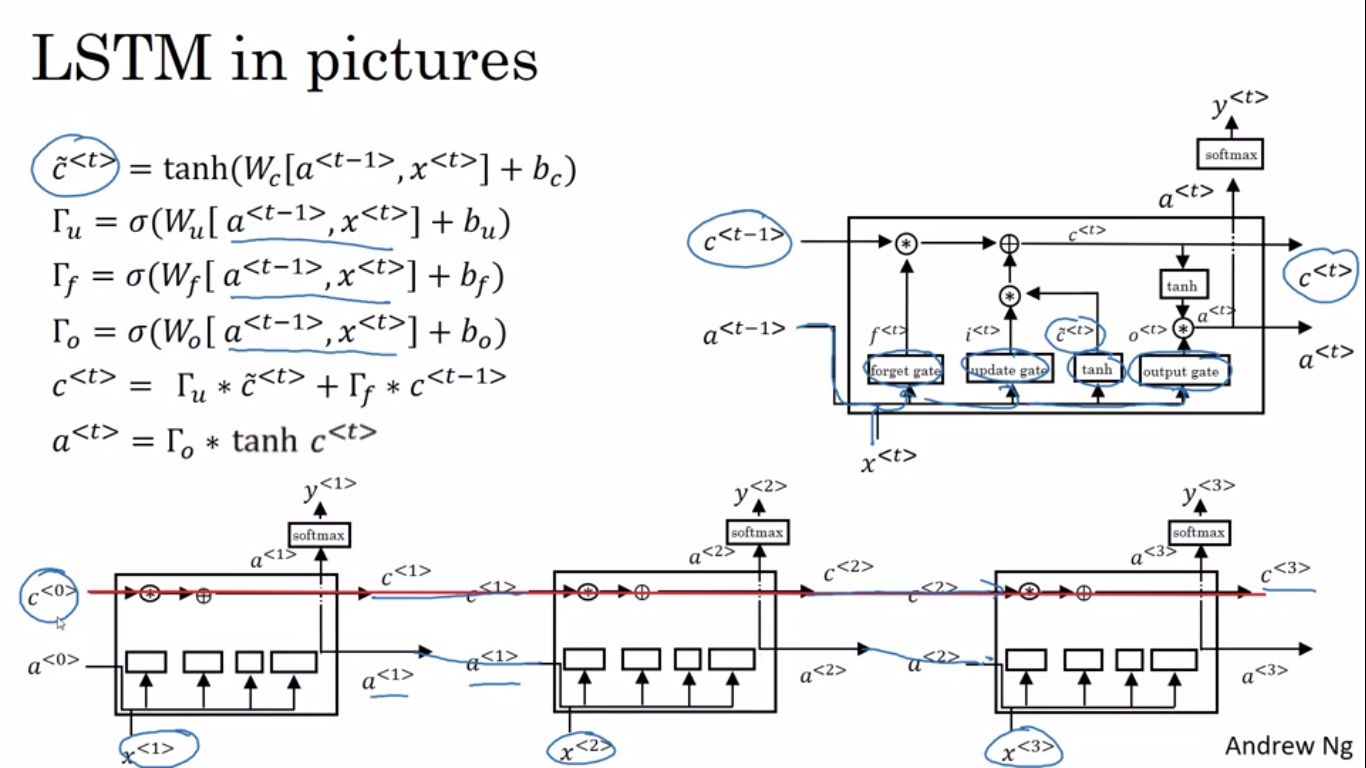 LSTM in pictures
c̃^{<t>} = tanh(W_c[a^{<t−1>}, x^{<t>}] + b_c)
Γ_u = σ(W_u[ a^{<t−1>}, x^{<t>}] + b_u)
Γ_f = σ(W_f[ a^{<t−1>}, x^{<t>}] + b_f)
Γ_o = σ(W_o[ a^{<t−1>}, x^{<t>}] + b_o)
c^{<t>} = Γ_u * c̃^{<t>} + Γ_f * c^{<t−1>}
a^{<t>} = Γ_o * tanh c^{<t>}
y^{<t>}
softmax
a^{<t>}
c^{<t−1>} * ⊕ c^{<t>} c^{<t>}
tanh
*
a^{<t−1>} f^{<t>} i^{<t>} c̃^{<t>} o^{<t>} * a^{<t>} a^{<t>}
forget gate update gate tanh output gate
x^{<t>}
y^{<1>} y^{<2>} y^{<3>}
softmax softmax softmax
a^{<1>} a^{<2>} a^{<3>}
c^{<0>} * ⊕ c^{<1>} c^{<1>} * ⊕ c^{<2>} c^{<2>} * ⊕ c^{<3>}
a^{<0>} a^{<1>} a^{<1>} a^{<2>} a^{<2>} a^{<3>}
x^{<1>} x^{<2>} x^{<3>}
Andrew Ng